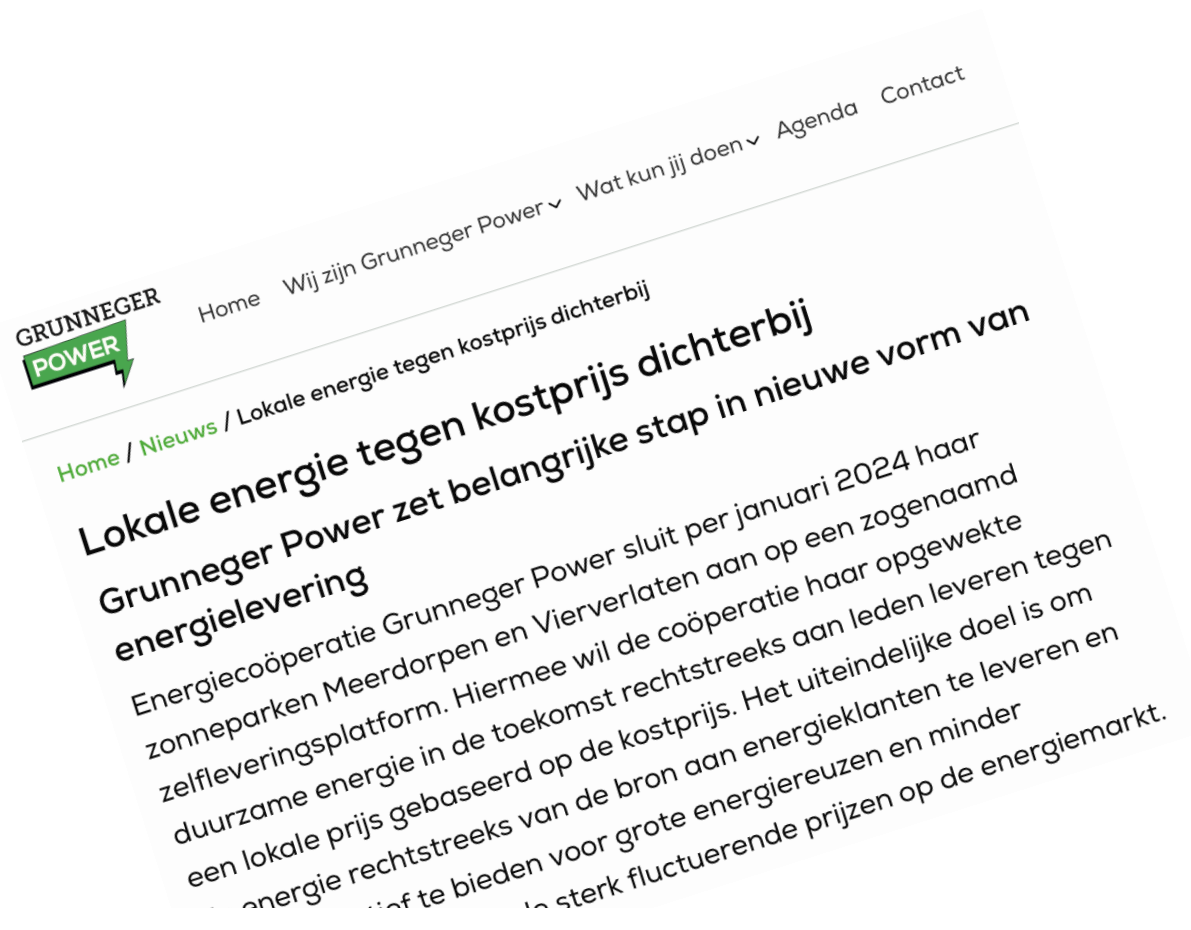 GRUNNEGER
POWER
Home Wij zijn Grunneger Power Wat kun jij doen Agenda Contact
Home / Nieuws / Lokale energie tegen kostprijs dichterbij
Lokale energie tegen kostprijs dichterbij
Grunneger Power zet belangrijke stap in nieuwe vorm van
energielevering
Energiecoöperatie Grunneger Power sluit per januari 2024 haar
zonneparken Meerdorpen en Vierverlaten aan op een zogenaamd
zelfleveringsplatform. Hiermee wil de coöperatie haar opgewekte
duurzame energie in de toekomst rechtstreeks aan leden leveren tegen
een lokale prijs gebaseerd op de kostprijs. Het uiteindelijke doel is om
energie rechtstreeks van de bron aan energieklanten te leveren en
te bieden voor grote energiereuzen en minder
sterk fluctuerende prijzen op de energiemarkt.